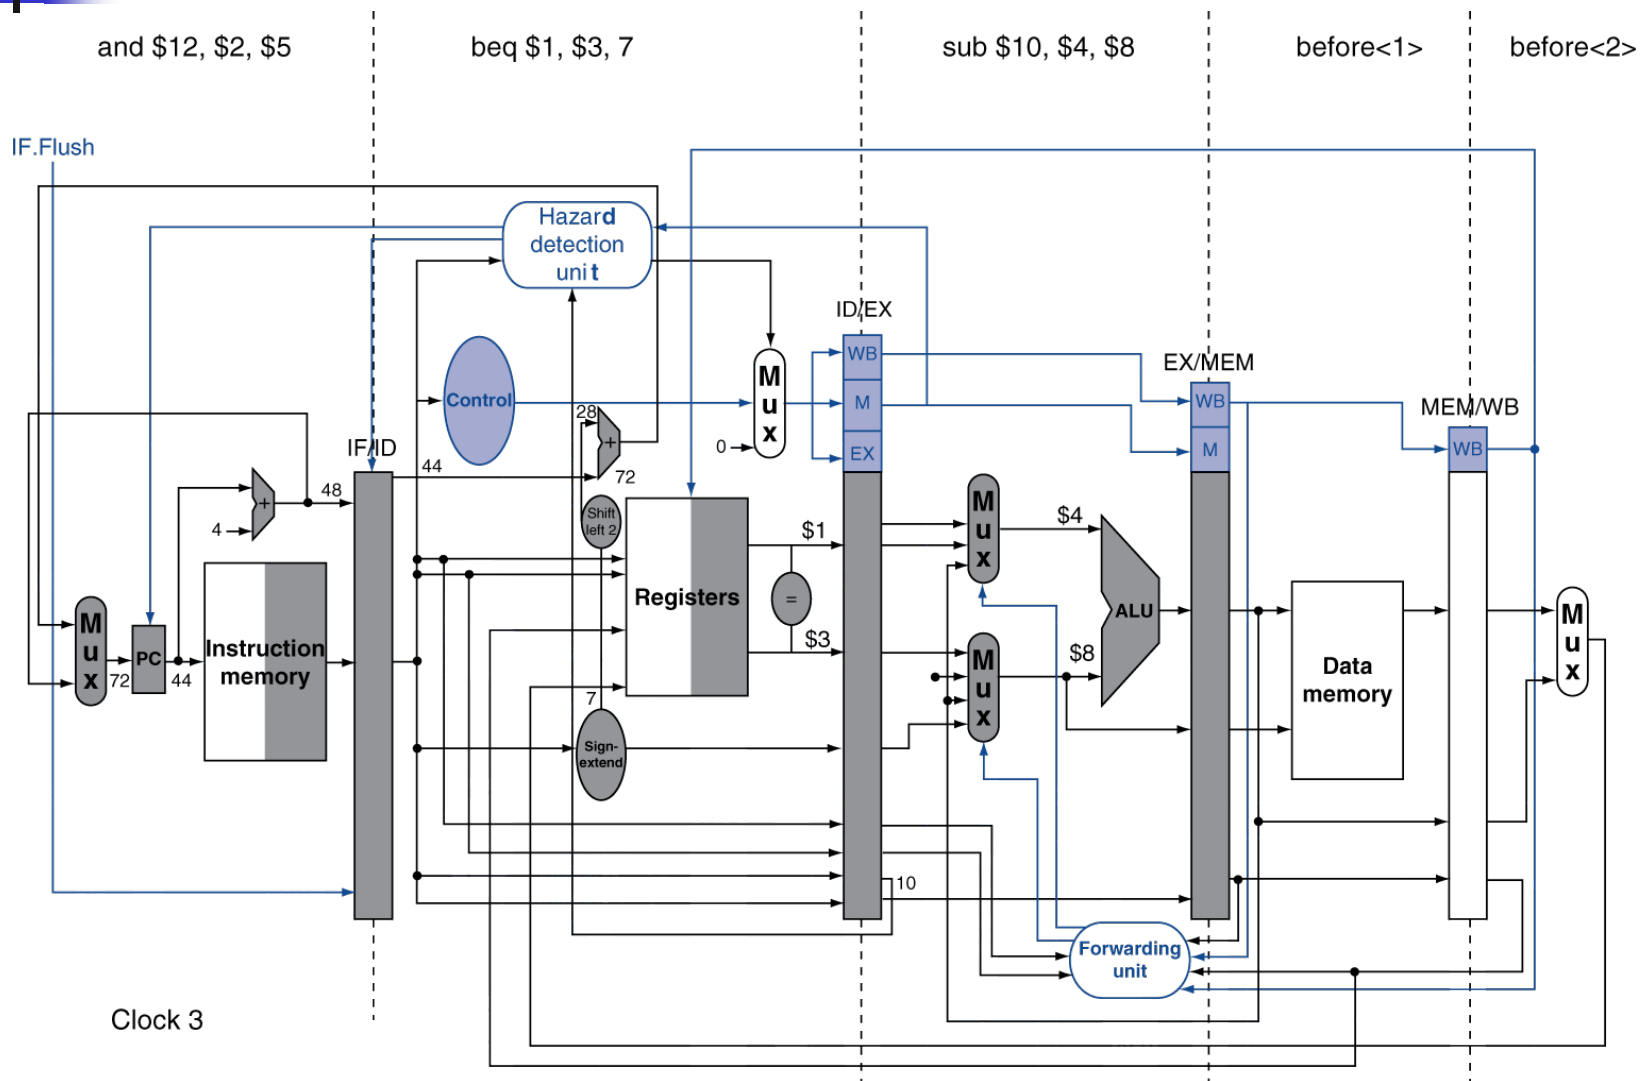 and $12, $2, $5
beq $1, $3, 7
sub $10, $4, $8
before<1>
before<2>
IF.Flush
Hazard
detection
unit
ID/EX
WB
M
EX
EX/MEM
WB
M
MEM/WB
WB
Control
M
u
x
0
28
+
72
IF/ID
44
48
+
4
Shift
left 2
M
u
x
$4
$1
=
$3
Registers
ALU
M
u
x
$8
M
u
x
72
PC
44
Instruction
memory
Data
memory
M
u
x
7
Sign-
extend
10
Forwarding
unit
Clock 3